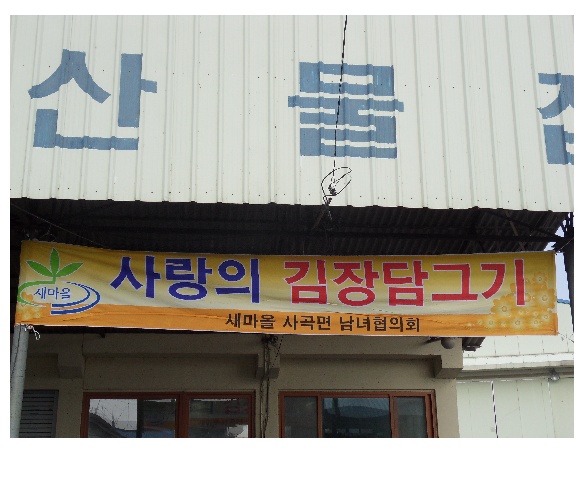 산물
새마을
사랑의 김장담그기
새마을 사곡면 남녀협의회